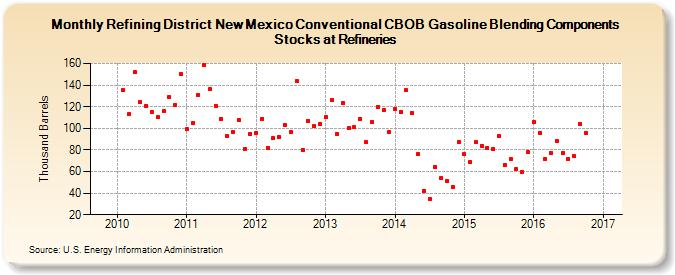 Monthly Refining District New Mexico Conventional CBOB Gasoline Blending Components
Stocks at Refineries
Thousand Barrels
160
140
120
100
80
60
40
20
2010 2011 2012 2013 2014 2015 2016 2017
Source: U.S. Energy Information Administration